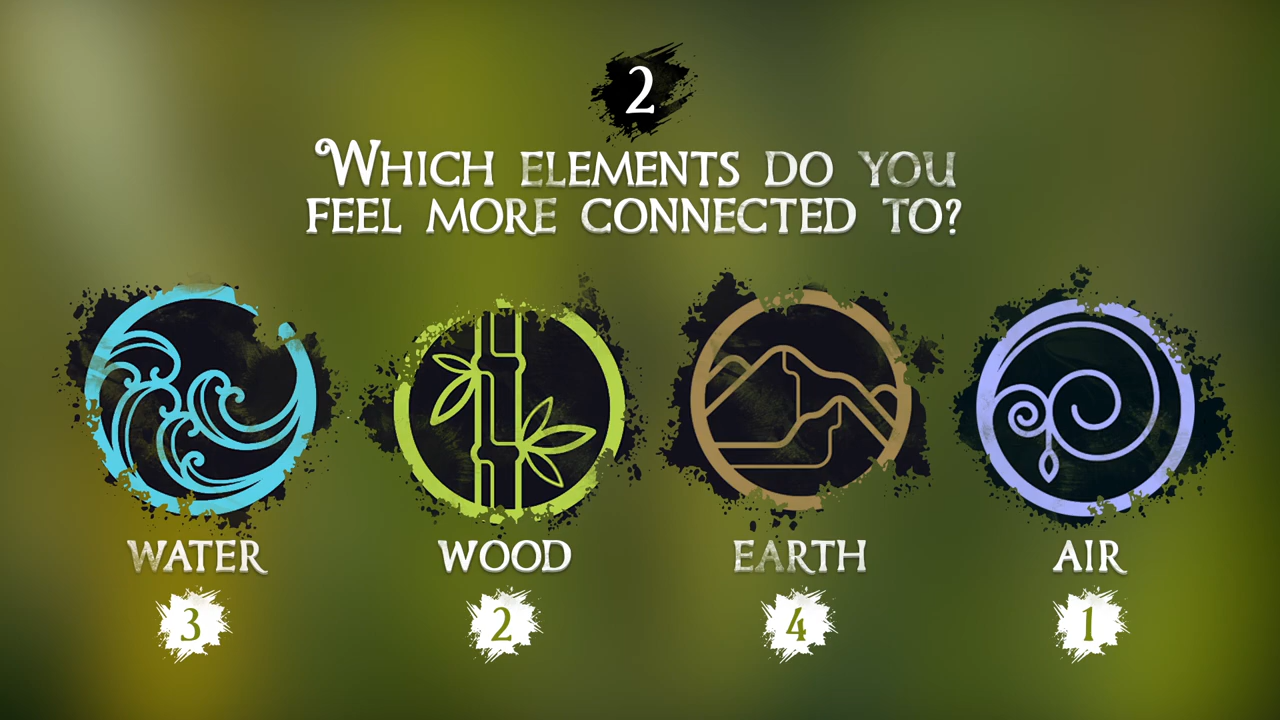 2
WHICH ELEMENTS DO YOU
FEEL MORE CONNECTED TO?
WATER
WOOD
EARTH
AIR
3
2
4
1